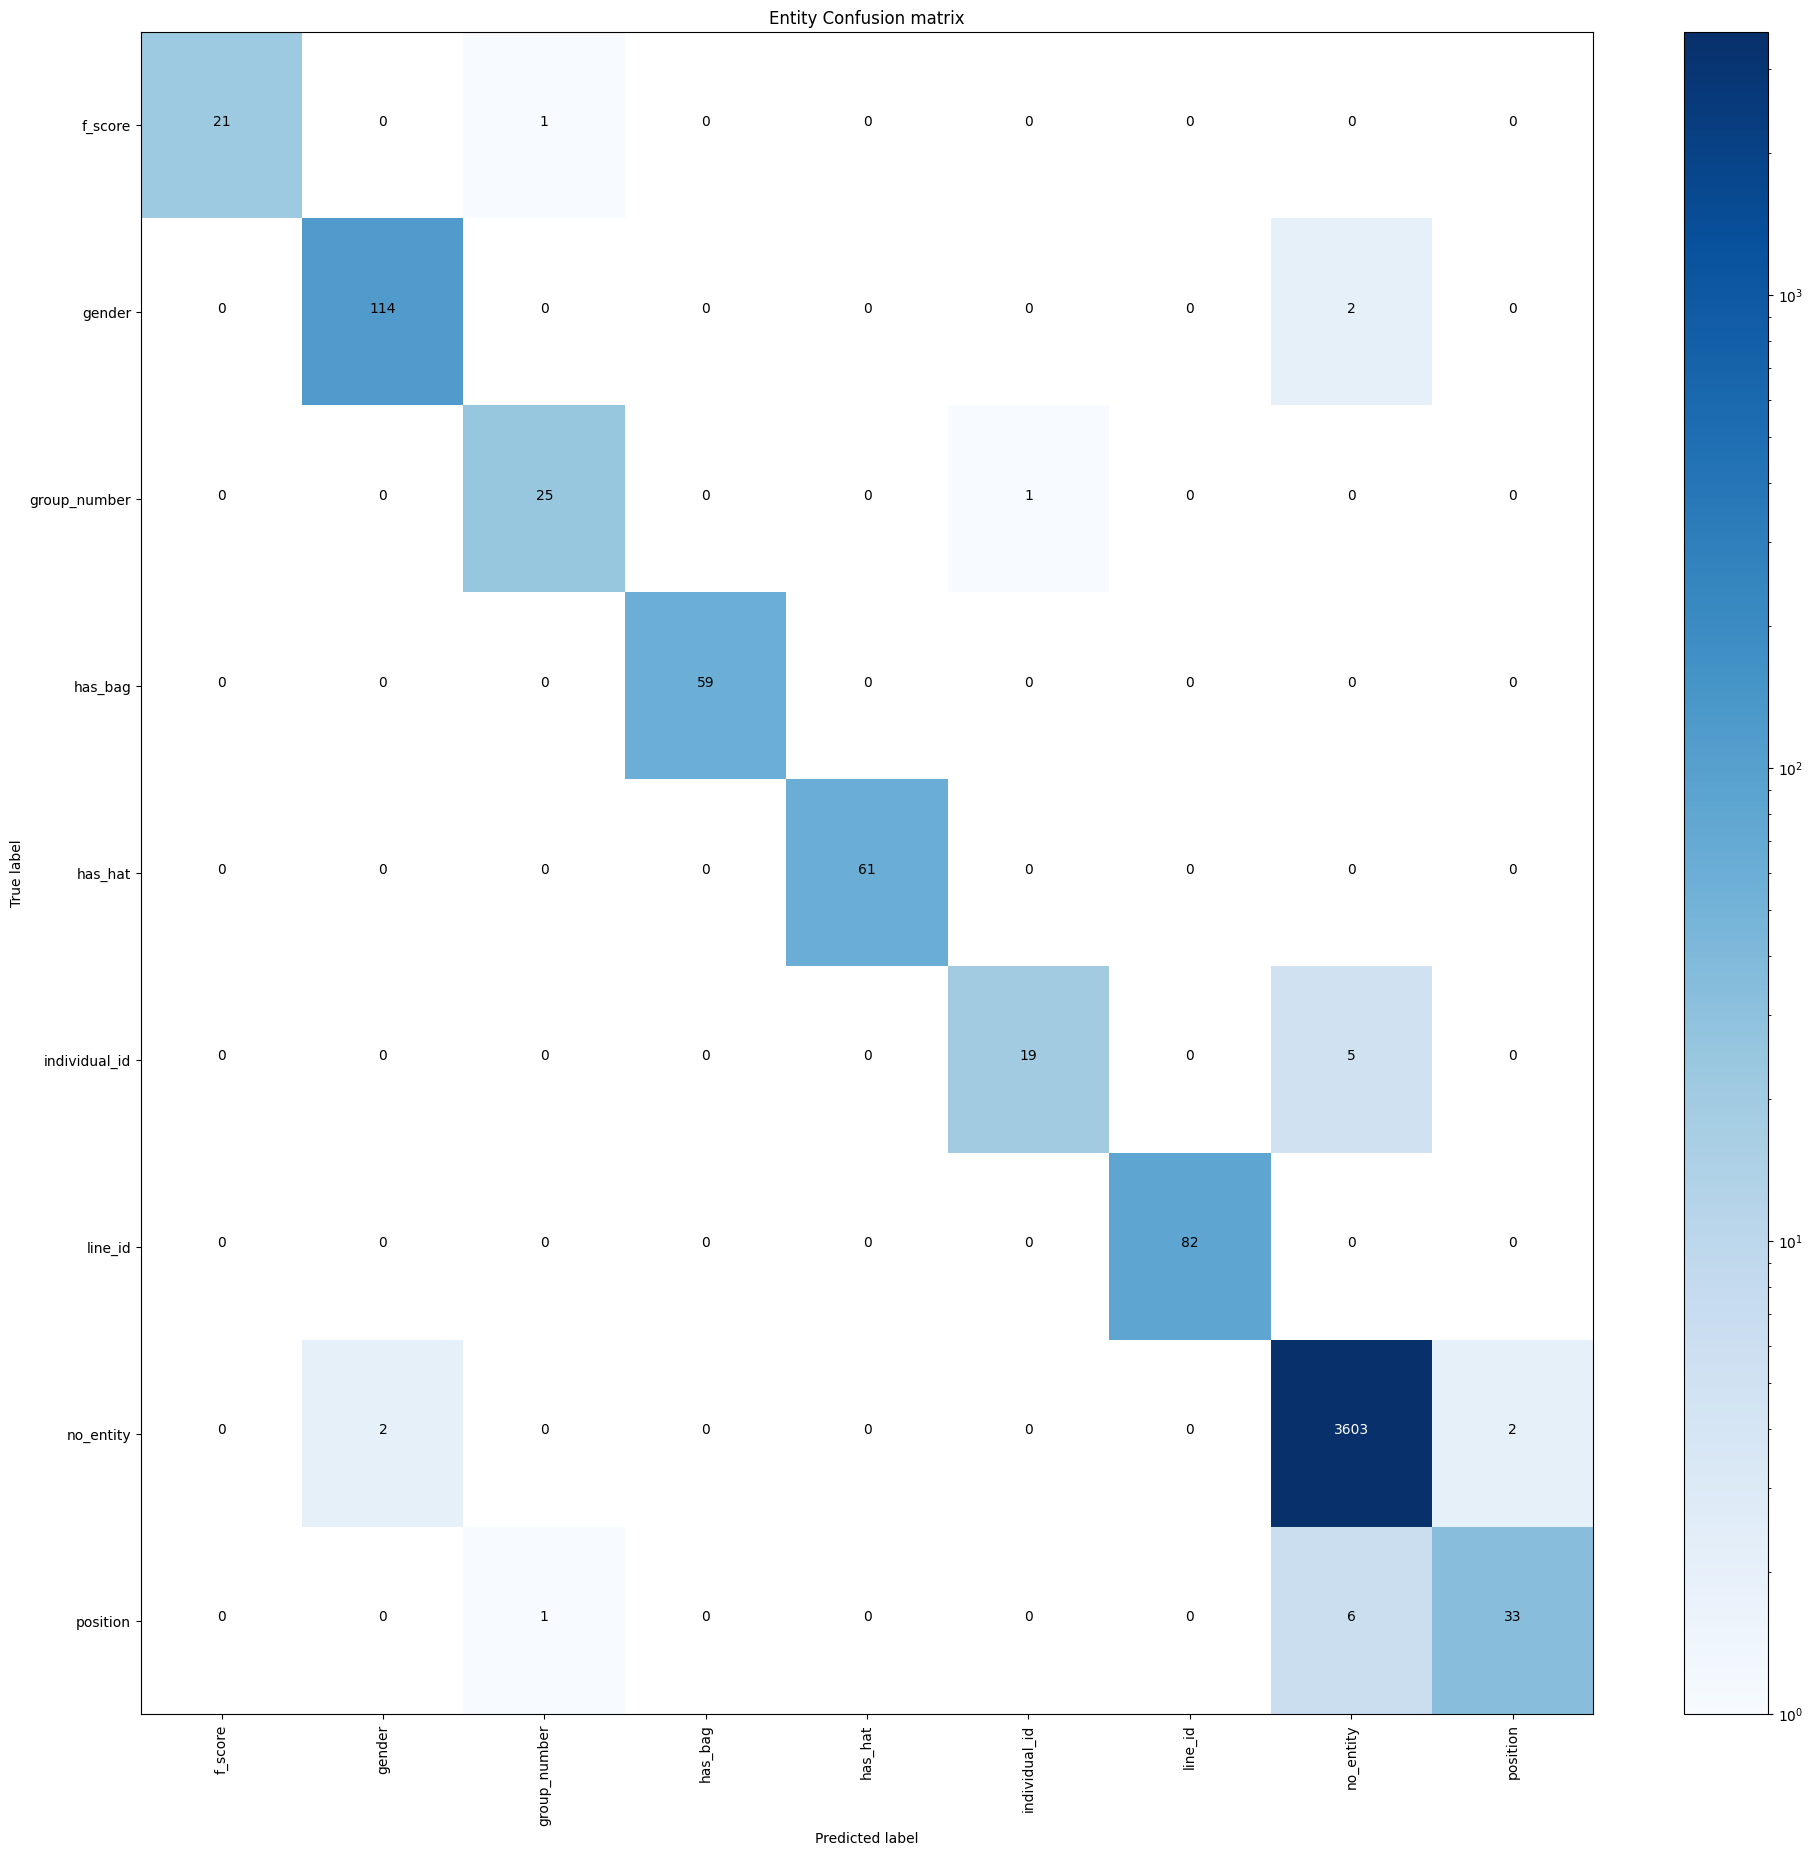 Entity Confusion matrix
f_score 21 0 1 0 0 0 0 0 0
gender 0 114 0 0 0 0 0 2 0
group_number 0 0 25 0 0 1 0 0 0
has_bag 0 0 0 59 0 0 0 0 0
has_hat 0 0 0 0 61 0 0 0 0
individual_id 0 0 0 0 0 19 0 5 0
line_id 0 0 0 0 0 0 82 0 0
no_entity 0 2 0 0 0 0 0 3603 2
position 0 0 1 0 0 0 0 6 33
True label
f_score gender group_number has_bag has_hat individual_id line_id no_entity position
Predicted label
10³
10²
10¹
10⁰